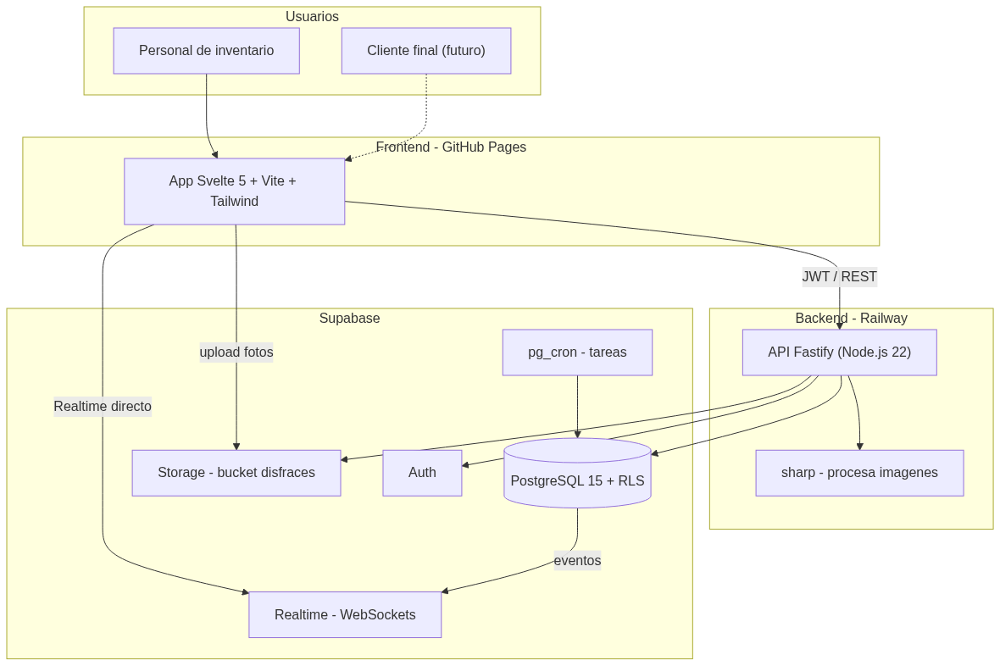 Usuarios
Personal de inventario
Cliente final (futuro)
Frontend - GitHub Pages
App Svelte 5 + Vite +
Tailwind
JWT / REST
Supabase
Backend - Railway
pg_cron - tareas
API Fastify (Node.js 22)
upload fotos
Realtime directo
Storage - bucket disfraces
Auth
PostgreSQL 15 + RLS
sharp - procesa imagenes
eventos
Realtime - WebSockets